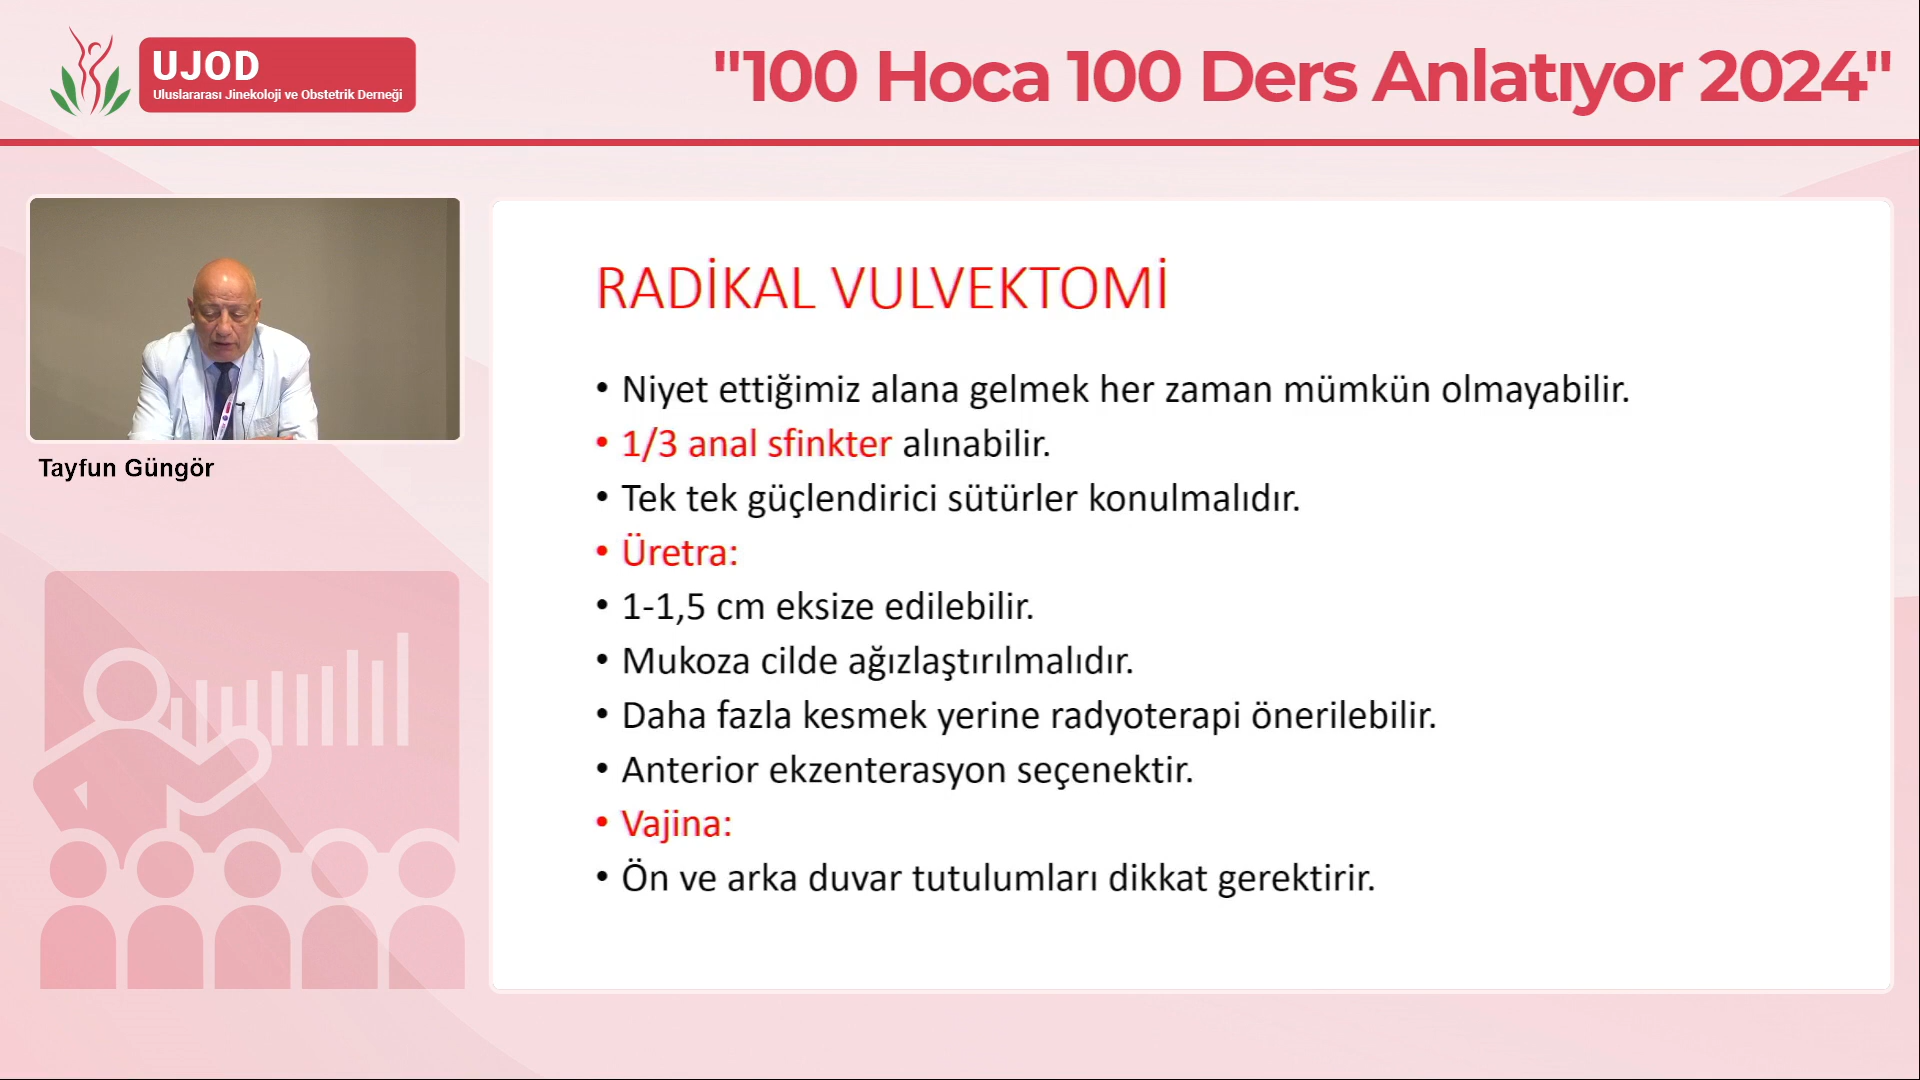 UJOD
Uluslararası Jinekoloji ve Obstetrik Derneği
"100 Hoca 100 Ders Anlatıyor 2024"
Tayfun Güngör
RADİKAL VULVEKTOMİ
• Niyet ettiğimiz alana gelmek her zaman mümkün olmayabilir.
• 1/3 anal sfinkter alınabilir.
• Tek tek güçlendirici sütürler konulmalıdır.
• Üretra:
• 1-1,5 cm eksize edilebilir.
• Mukoza cilde ağızlaştırılmalıdır.
• Daha fazla kesmek yerine radyoterapi önerilebilir.
• Anterior ekzenterasyon seçenektir.
• Vajina:
• Ön ve arka duvar tutulumları dikkat gerektirir.